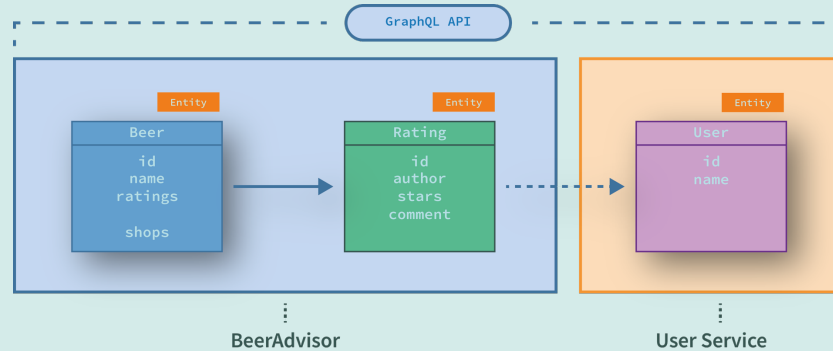 GraphQL API
Entity
Entity
Entity
Beer
id
name
ratings
shops
Rating
id
author
stars
comment
User
id
name
BeerAdvisor
User Service